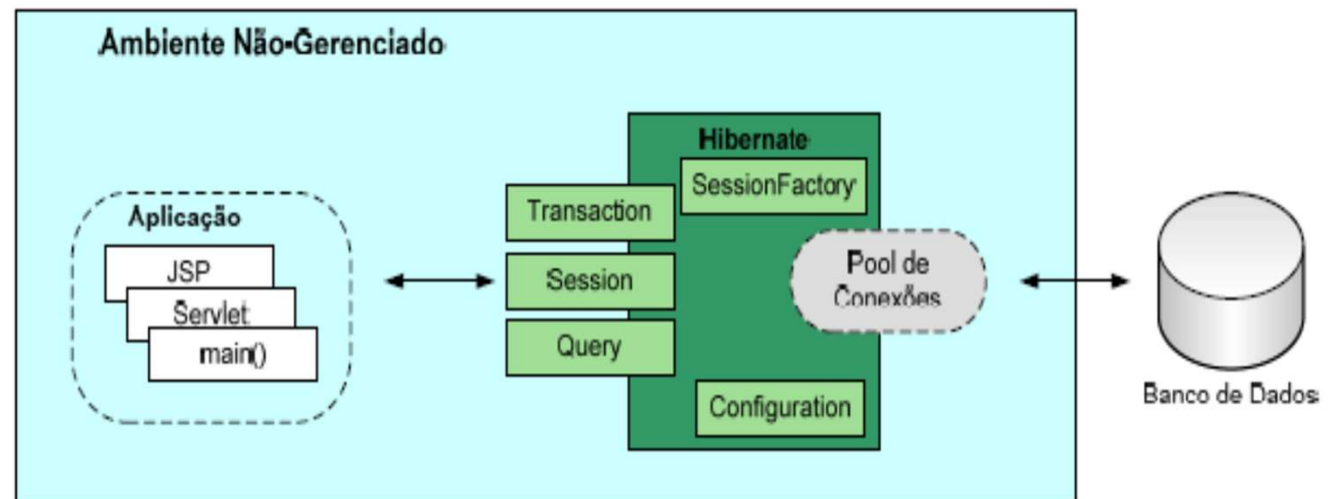 Ambiente Não-Gerenciado
Hibernate
SessionFactory
Aplicação
JSP
Servlet
main()
Transaction
Session
Query
Pool de
Conexões
Configuration
Banco de Dados